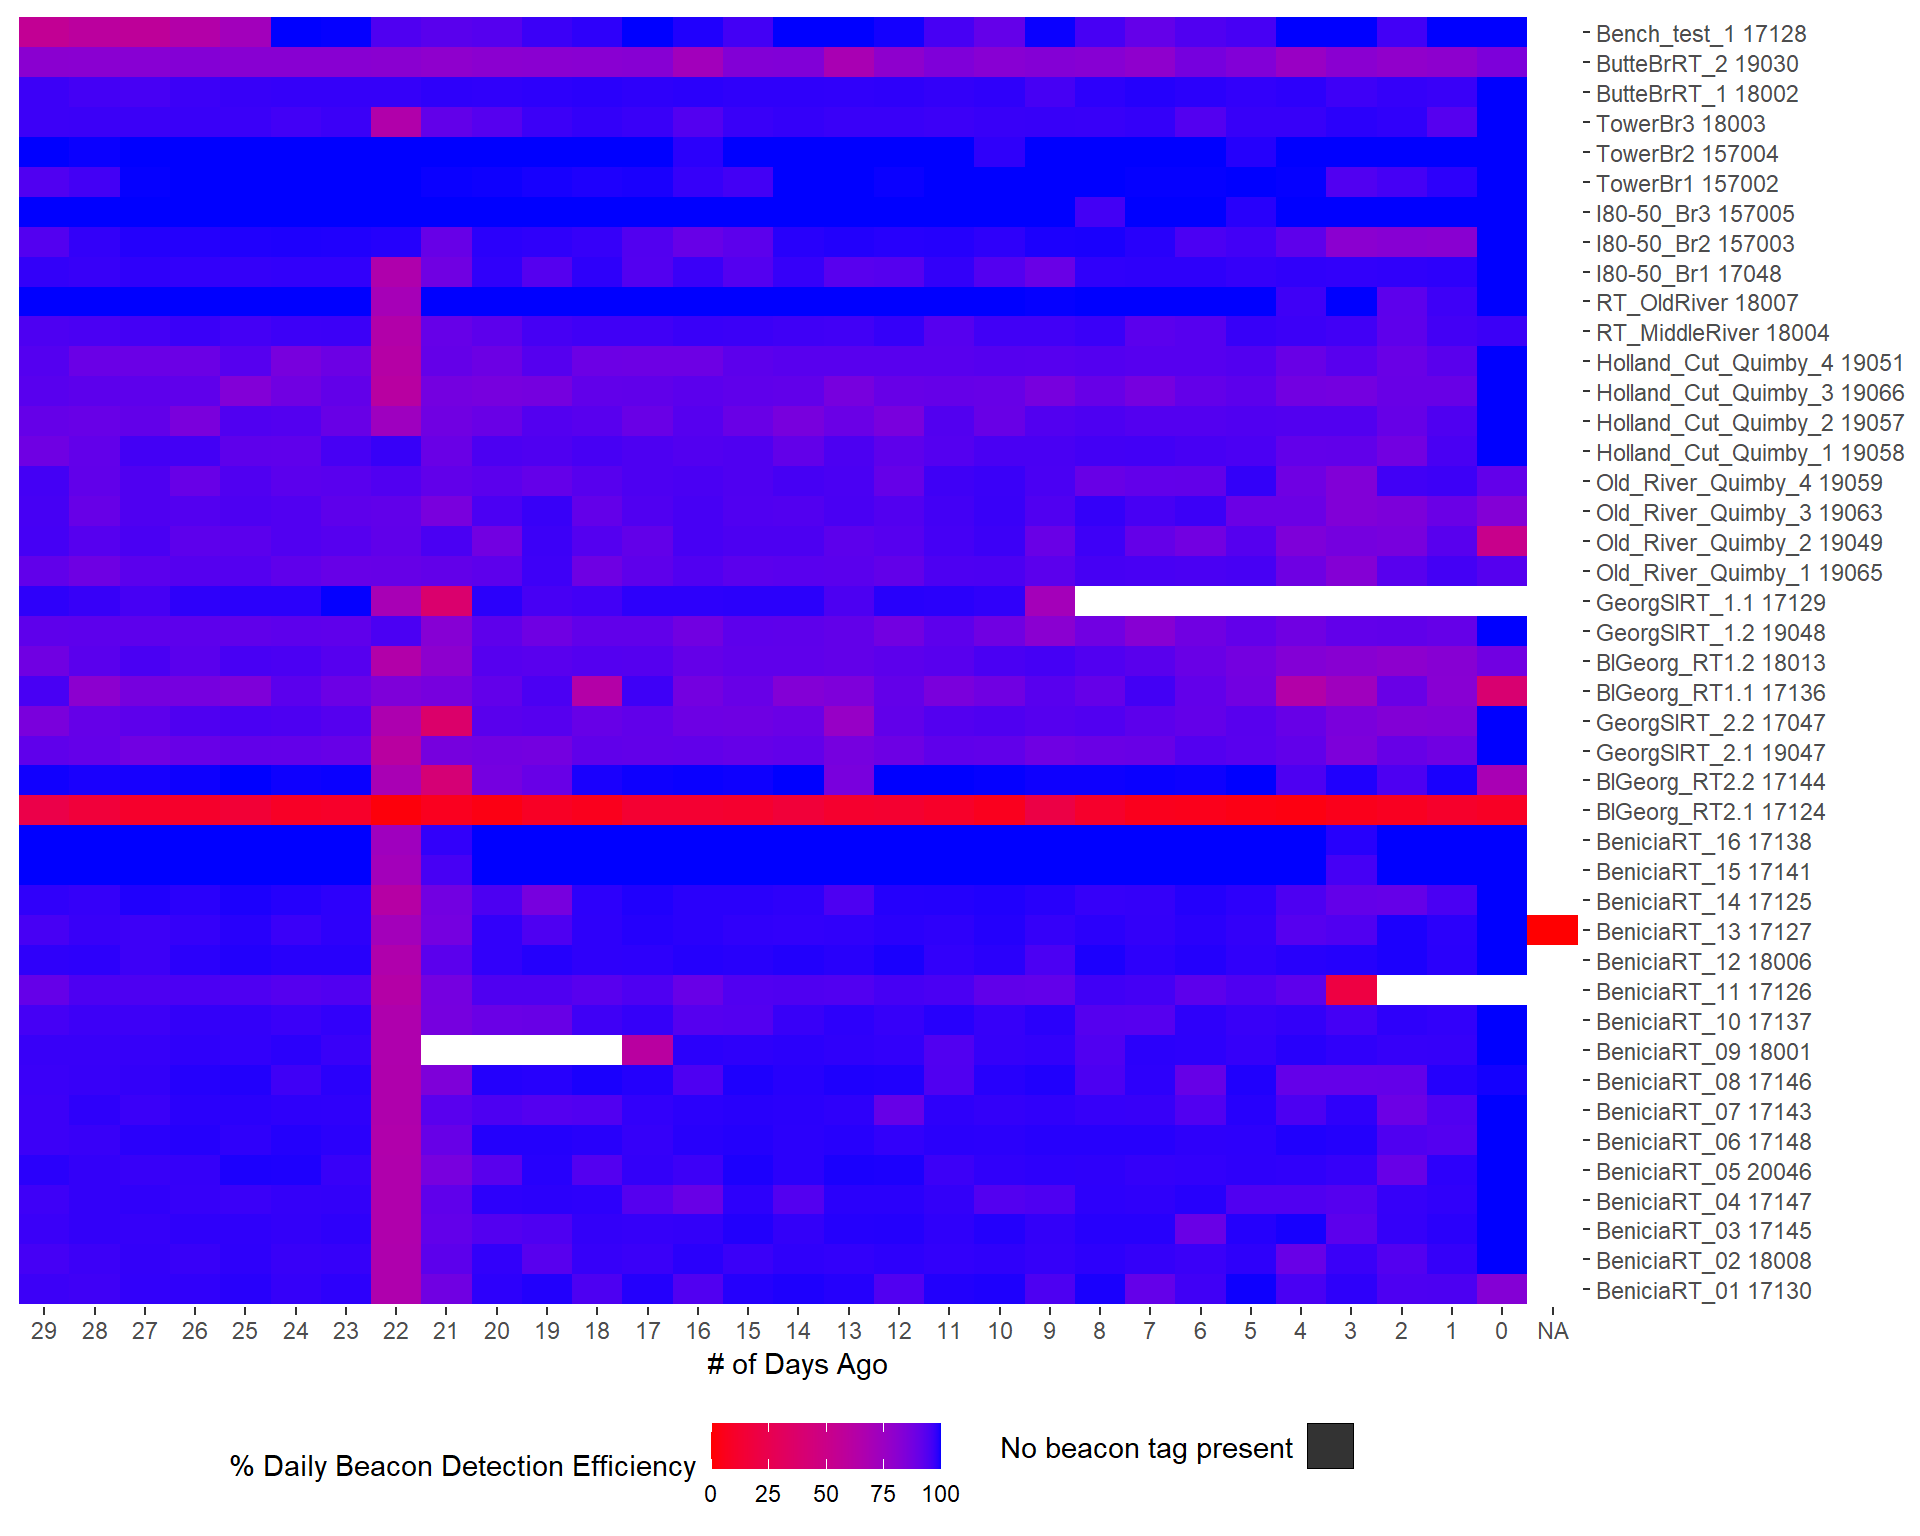 Bench_test_1 17128
ButteBrRT_2 19030
ButteBrRT_1 18002
TowerBr3 18003
TowerBr2 157004
TowerBr1 157002
I80-50_Br3 157005
I80-50_Br2 157003
I80-50_Br1 17048
RT_OldRiver 18007
RT_MiddleRiver 18004
Holland_Cut_Quimby_4 19051
Holland_Cut_Quimby_3 19066
Holland_Cut_Quimby_2 19057
Holland_Cut_Quimby_1 19058
Old_River_Quimby_4 19059
Old_River_Quimby_3 19063
Old_River_Quimby_2 19049
Old_River_Quimby_1 19065
GeorgSlRT_1.1 17129
GeorgSlRT_1.2 19048
BlGeorg_RT1.2 18013
BlGeorg_RT1.1 17136
GeorgSlRT_2.2 17047
GeorgSlRT_2.1 19047
BlGeorg_RT2.2 17144
BlGeorg_RT2.1 17124
BeniciaRT_16 17138
BeniciaRT_15 17141
BeniciaRT_14 17125
BeniciaRT_13 17127
BeniciaRT_12 18006
BeniciaRT_11 17126
BeniciaRT_10 17137
BeniciaRT_09 18001
BeniciaRT_08 17146
BeniciaRT_07 17143
BeniciaRT_06 17148
BeniciaRT_05 20046
BeniciaRT_04 17147
BeniciaRT_03 17145
BeniciaRT_02 18008
BeniciaRT_01 17130
29 28 27 26 25 24 23 22 21 20 19 18 17 16 15 14 13 12 11 10 9 8 7 6 5 4 3 2 1 0 NA
# of Days Ago
% Daily Beacon Detection Efficiency
0 25 50 75 100
No beacon tag present